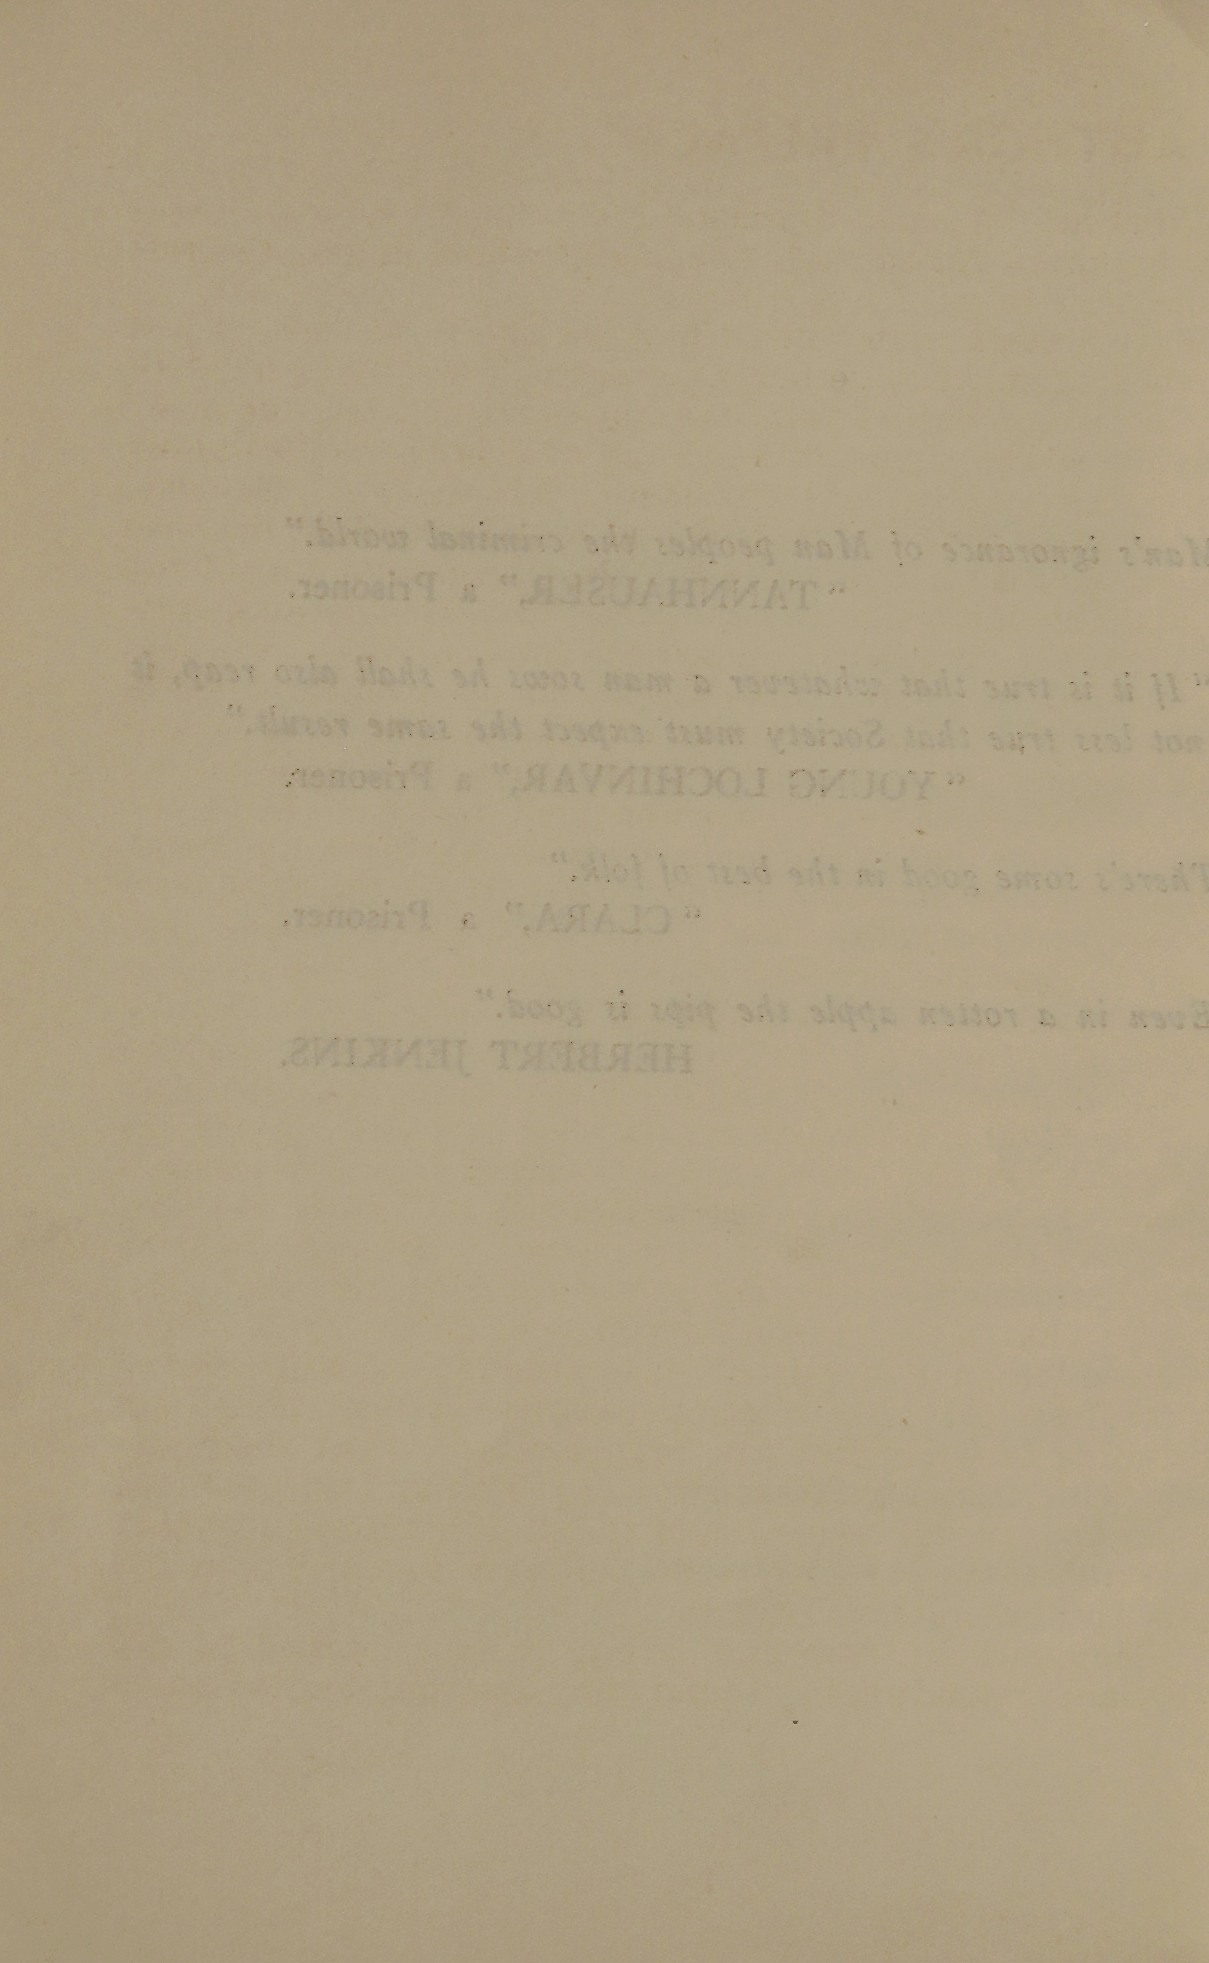 Man's ignorance of Man peoples the criminal world."
"TANNHAUSER," a Prisoner.
"If it is true that whatever a man sows he shall also reap, is
not less true that Society must expect the same result."
"YOUNG LOCHINVAR," a Prisoner.
There's some good in the best of folk."
"CLARA," a Prisoner.
Even in a rotten apple the pips is good."
HERBERT JENKINS.